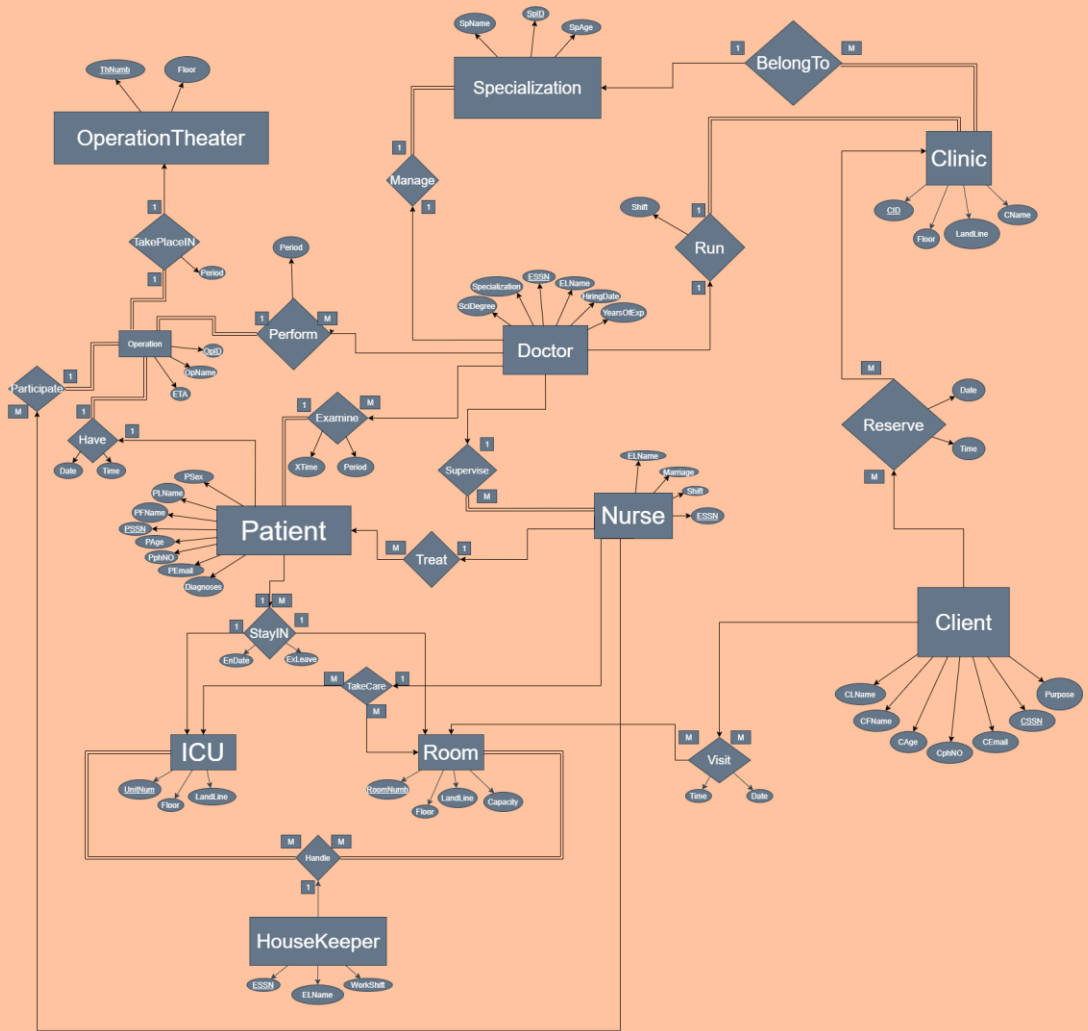 SpName
SpID
SpAge
Specialization
1
M
BelongTo
ThNumb
Floor
OperationTheater
1
Manage
1
Clinic
CID
Floor
LandLine
CName
Shift
1
Run
1
1
TakePlaceIN
Period
1
Period
1
M
Perform
Specialization
ESSN
ELName
SciDegree
HiringDate
YearsOfExp
Doctor
Operation
OpID
OpName
ETA
Participate
1
M
1
M
Examine
XTime
Period
M
Date
Reserve
Time
M
1
1
Have
Date
Time
1
Supervise
M
ELName
Marriage
Shift
ESSN
Nurse
PSex
PLName
PFName
PSSN
PAge
PphNO
PEmail
Diagnoses
Patient
M
1
Treat
1
M
1
1
StayIN
EnDate
ExLeave
Client
CLName
CFName
CAge
CphNO
CEmail
CSSN
Purpose
M
1
TakeCare
M
ICU
UnitNum
Floor
LandLine
Room
RoomNumb
Floor
LandLine
Capacity
M
M
Visit
Time
Date
M
M
Handle
1
HouseKeeper
ESSN
ELName
WorkShift